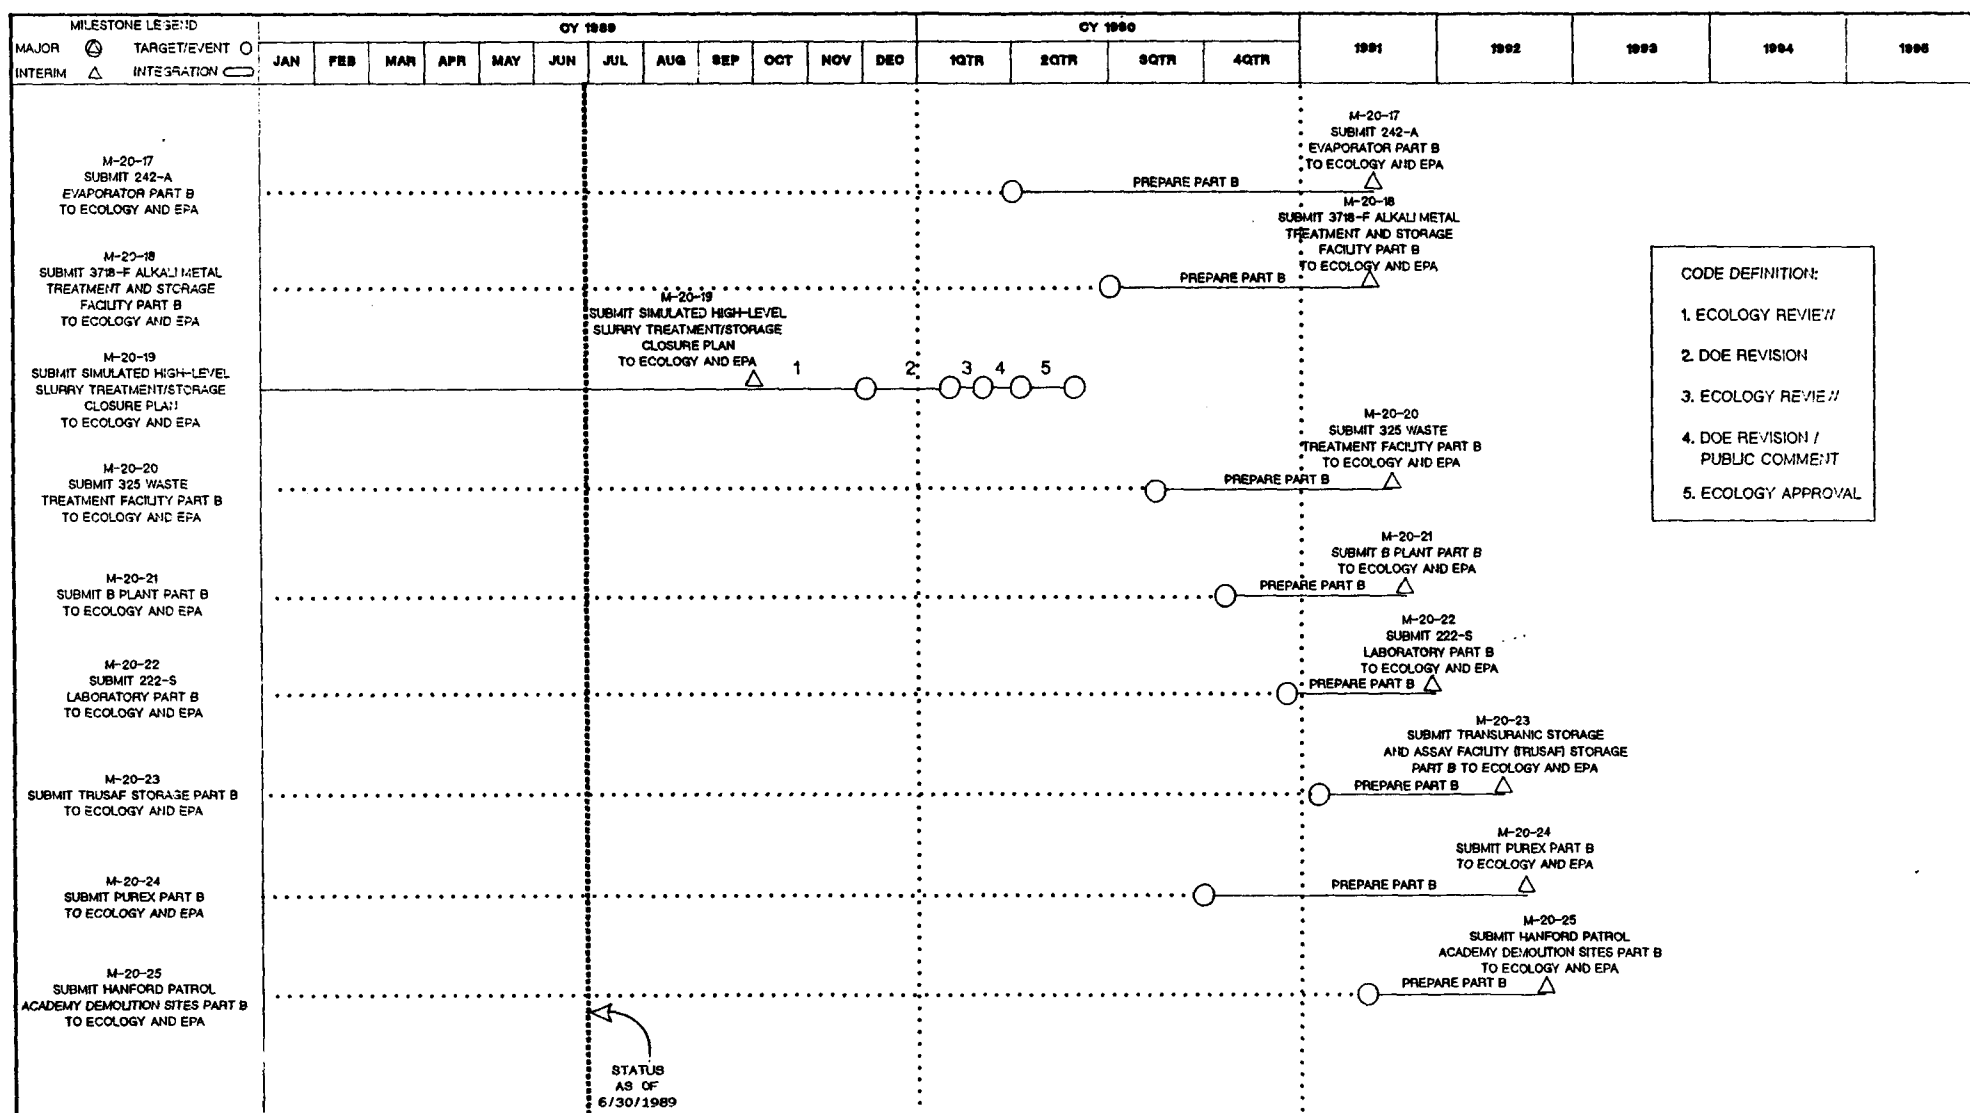 MILESTONE LEGEND
MAJOR TARGET/EVENT
INTERIM INTEGRATION
CY 1989
CY 1990
JAN FEB MAR APR MAY JUN JUL AUG SEP OCT NOV DEC 1QTR 2QTR 3QTR 4QTR 1991 1992 1993 1994 1995
M-20-17
SUBMIT 242-A
EVAPORATOR PART B
TO ECOLOGY AND EPA
PREPARE PART B
M-20-17
SUBMIT 242-A
EVAPORATOR PART B
TO ECOLOGY AND EPA
M-20-18
SUBMIT 3718-F ALKALI METAL
TREATMENT AND STORAGE
FACILITY PART B
TO ECOLOGY AND EPA
PREPARE PART B
M-20-18
SUBMIT 3718-F ALKALI METAL
TREATMENT AND STORAGE
FACILITY PART B
TO ECOLOGY AND EPA
M-20-19
SUBMIT SIMULATED HIGH-LEVEL
SLURRY TREATMENT/STORAGE
CLOSURE PLAN
TO ECOLOGY AND EPA
M-20-19
SUBMIT SIMULATED HIGH-LEVEL
SLURRY TREATMENT/STORAGE
CLOSURE PLAN
TO ECOLOGY AND EPA
1 2 3 4 5
M-20-20
SUBMIT 325 WASTE
TREATMENT FACILITY PART B
TO ECOLOGY AND EPA
PREPARE PART B
M-20-20
SUBMIT 325 WASTE
TREATMENT FACILITY PART B
TO ECOLOGY AND EPA
M-20-21
SUBMIT B PLANT PART B
TO ECOLOGY AND EPA
PREPARE PART B
M-20-21
SUBMIT B PLANT PART B
TO ECOLOGY AND EPA
M-20-22
SUBMIT 222-S
LABORATORY PART B
TO ECOLOGY AND EPA
PREPARE PART B
M-20-22
SUBMIT 222-S
LABORATORY PART B
TO ECOLOGY AND EPA
M-20-23
SUBMIT TRUSAF STORAGE PART B
TO ECOLOGY AND EPA
PREPARE PART B
M-20-23
SUBMIT TRANSURANIC STORAGE
AND ASSAY FACILITY (TRUSAF) STORAGE
PART B TO ECOLOGY AND EPA
M-20-24
SUBMIT PUREX PART B
TO ECOLOGY AND EPA
PREPARE PART B
M-20-24
SUBMIT PUREX PART B
TO ECOLOGY AND EPA
M-20-25
SUBMIT HANFORD PATROL
ACADEMY DEMOLITION SITES PART B
TO ECOLOGY AND EPA
PREPARE PART B
M-20-25
SUBMIT HANFORD PATROL
ACADEMY DEMOLITION SITES PART B
TO ECOLOGY AND EPA
STATUS
AS OF
6/30/1989
CODE DEFINITION:
1. ECOLOGY REVIEW
2. DOE REVISION
3. ECOLOGY REVIEW
4. DOE REVISION /
PUBLIC COMMENT
5. ECOLOGY APPROVAL